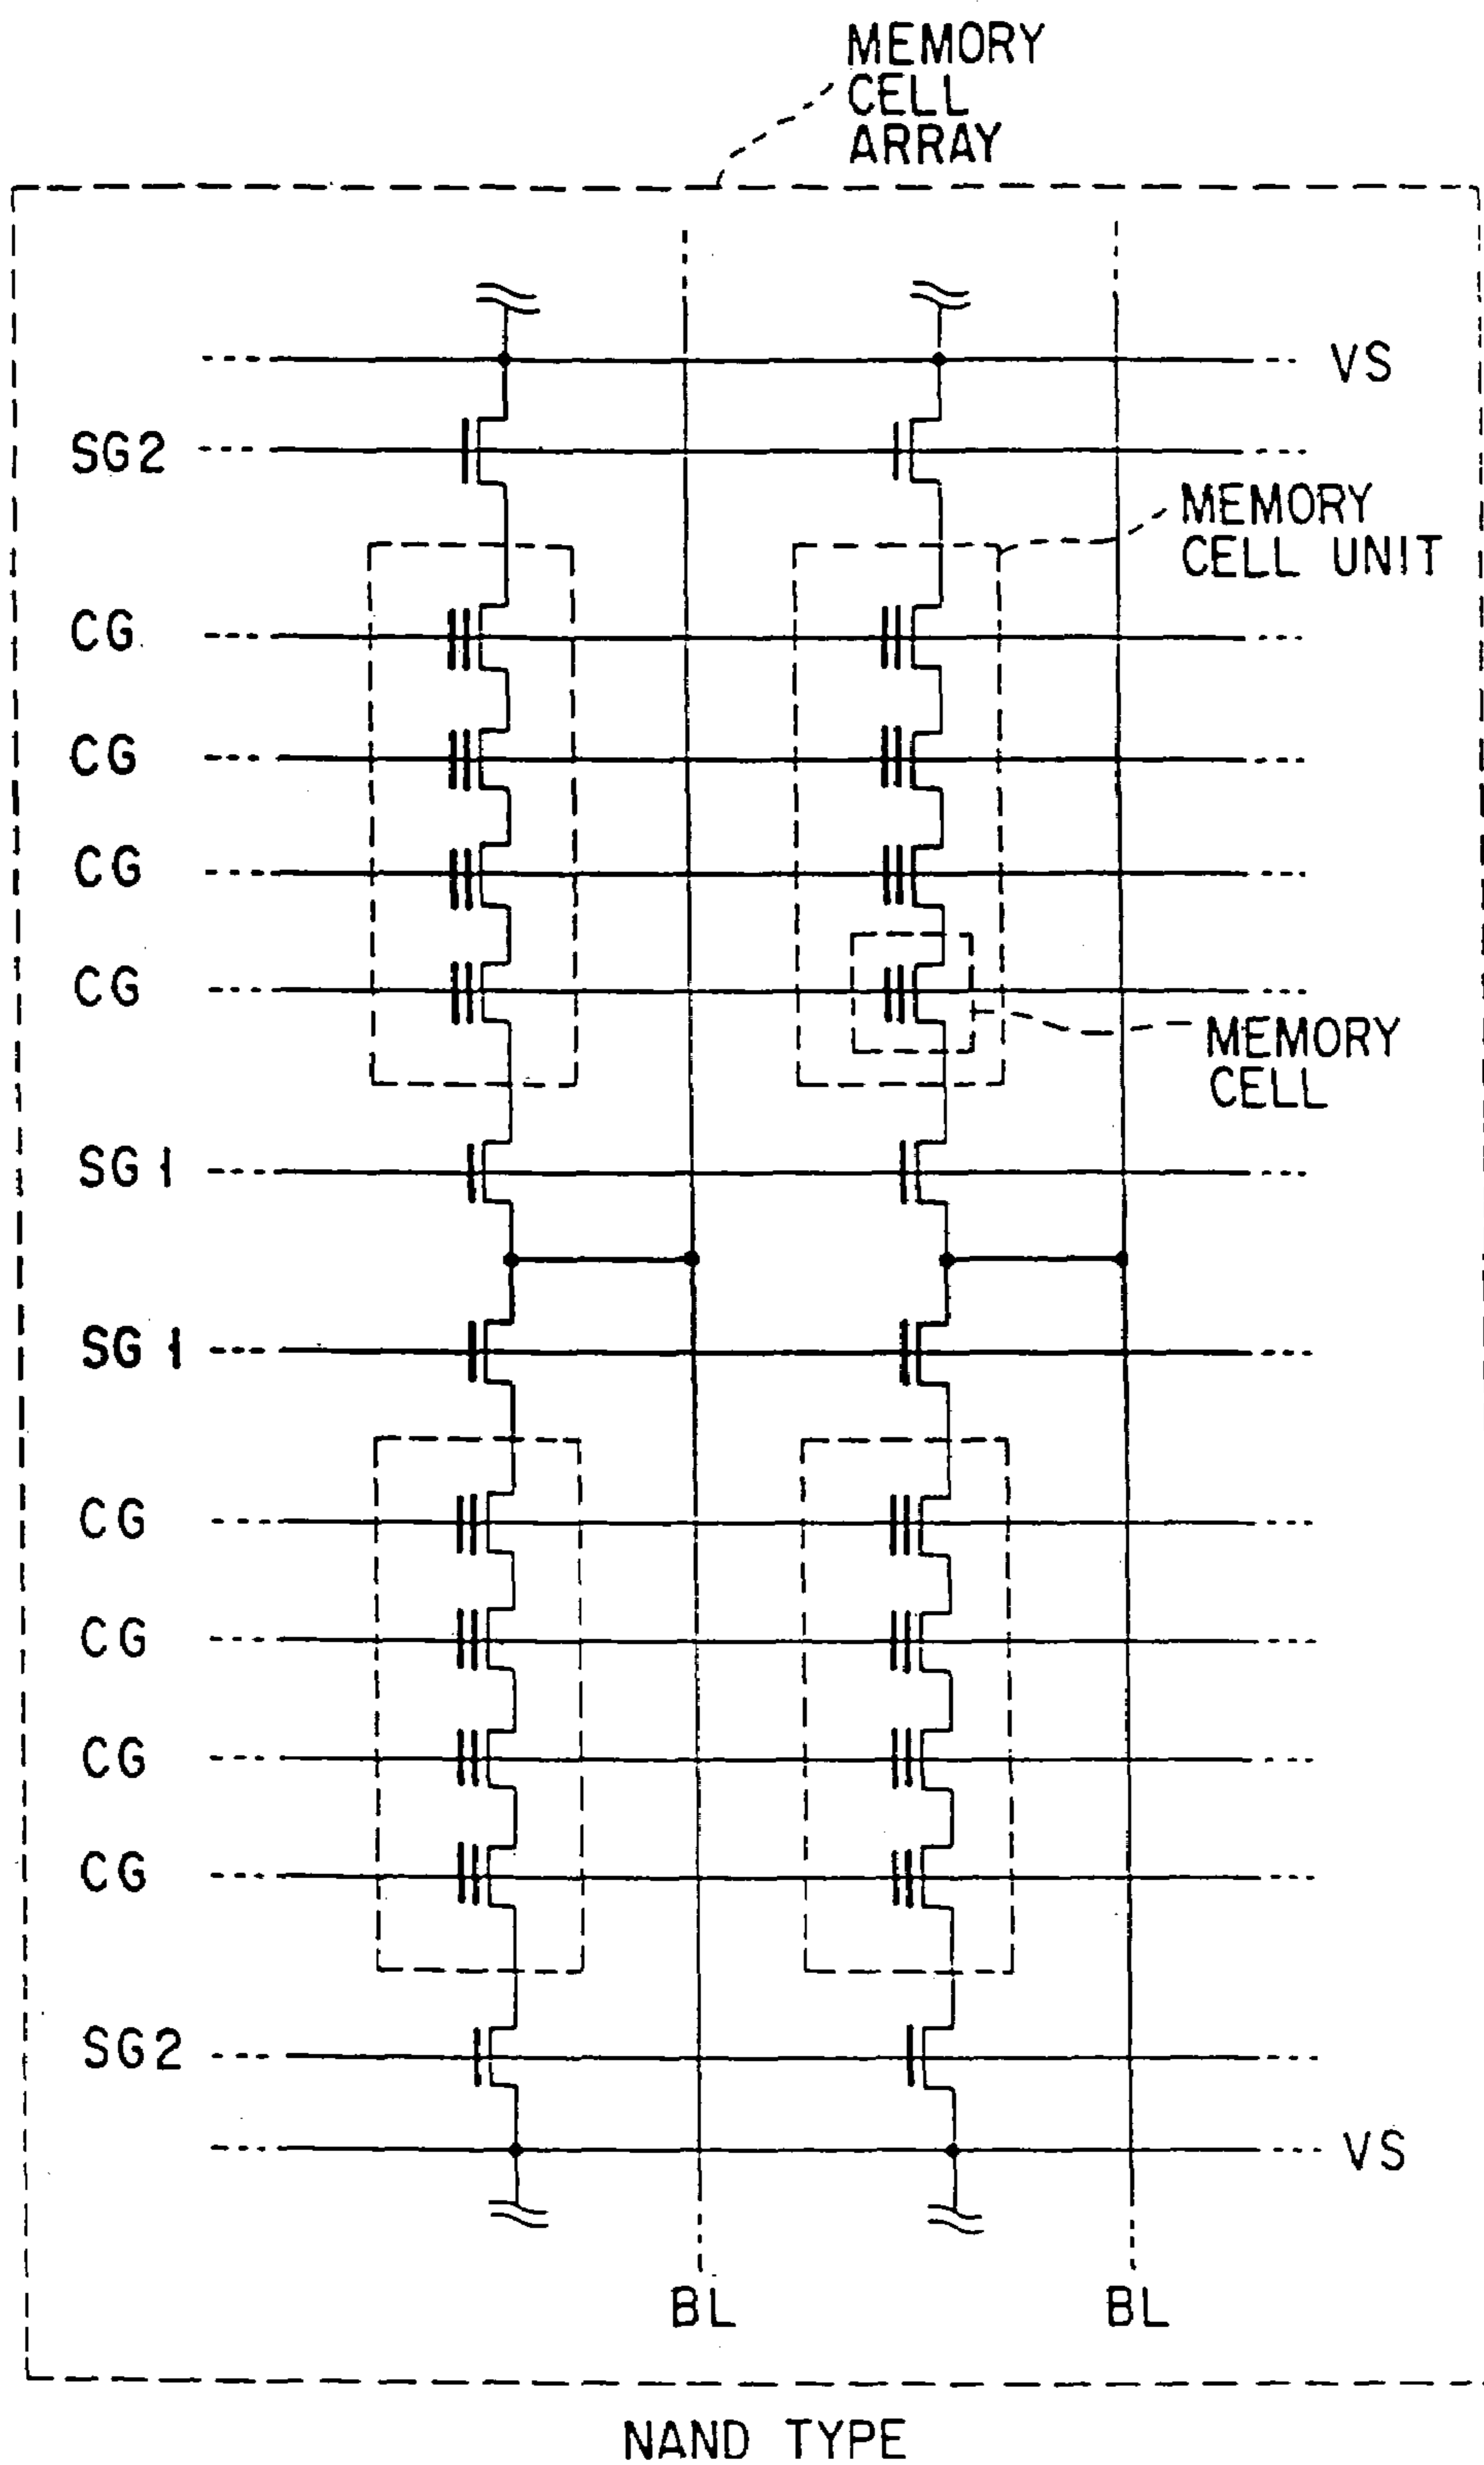 MEMORY
CELL
ARRAY
VS
SG2
MEMORY
CELL UNIT
CG
CG
CG
CG
MEMORY
CELL
SG1
SG1
CG
CG
CG
CG
SG2
VS
BL BL
NAND TYPE